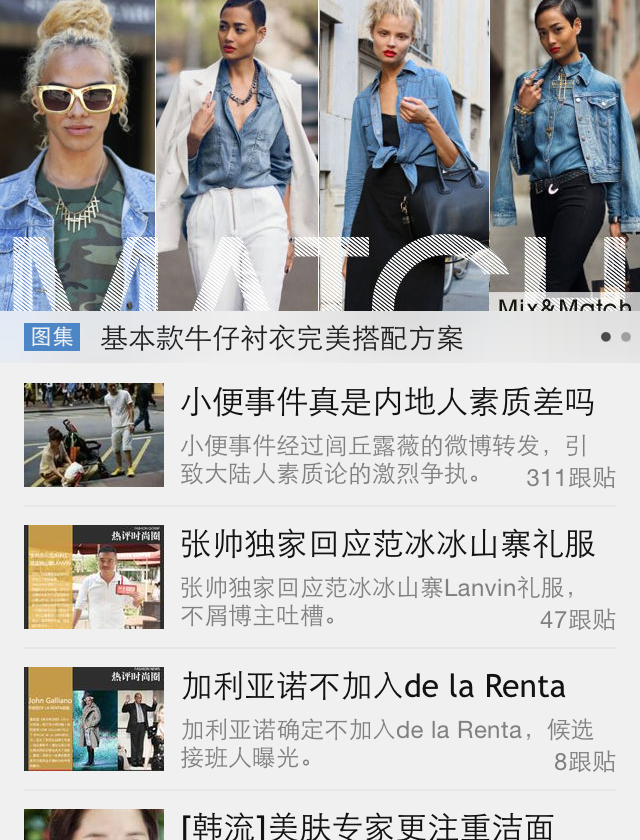 MATCH
Mix&Match
图集 基本款牛仔衬衣完美搭配方案
小便事件真是内地人素质差吗
小便事件经过闾丘露薇的微博转发，引
致大陆人素质论的激烈争执。 311跟贴
热评时尚圈
张帅独家回应范冰冰山寨礼服
张帅独家回应范冰冰山寨Lanvin礼服，
不屑博主吐槽。 47跟贴
FASHION NEWS
热评时尚圈
John Galliano
加利亚诺不加入de la Renta
加利亚诺确定不加入de la Renta，候选
接班人曝光。 8跟贴
[韩流]美肤专家更注重洁面